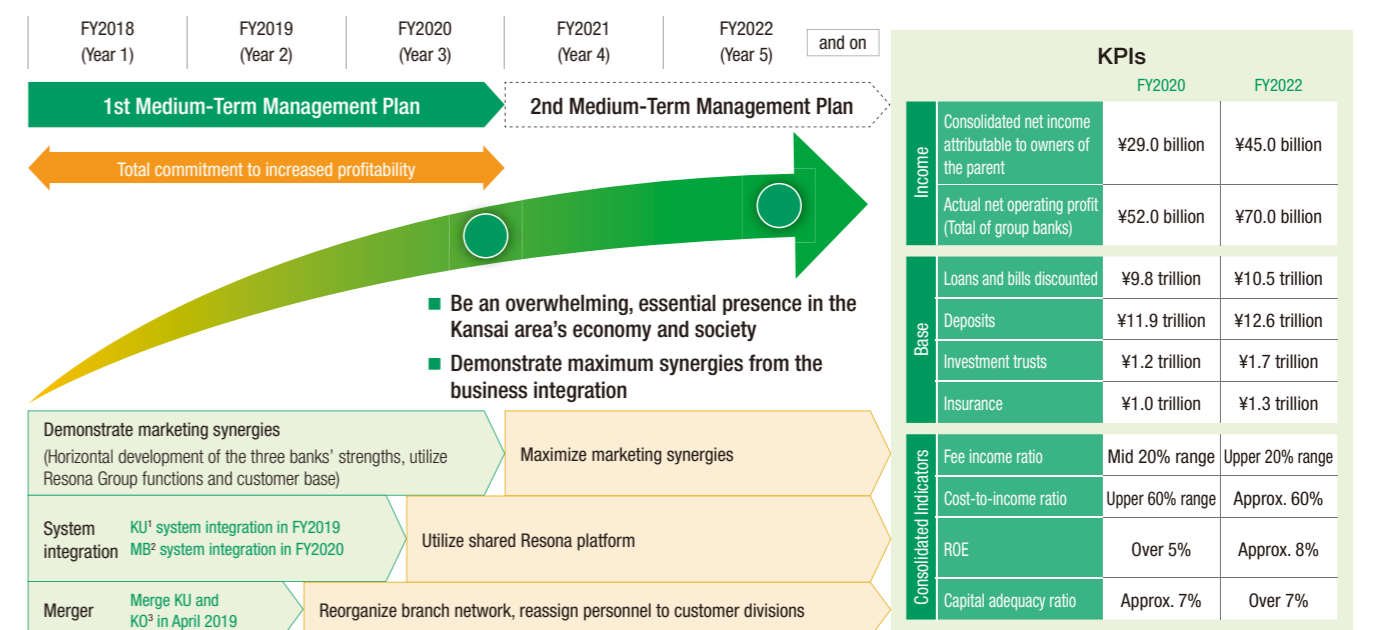 FY2018
(Year 1)
FY2019
(Year 2)
FY2020
(Year 3)
FY2021
(Year 4)
FY2022
(Year 5)
and on
1st Medium-Term Management Plan
2nd Medium-Term Management Plan
Total commitment to increased profitability
■ Be an overwhelming, essential presence in the
Kansai area's economy and society
■ Demonstrate maximum synergies from the
business integration
Demonstrate marketing synergies
(Horizontal development of the three banks' strengths, utilize
Resona Group functions and customer base)
Maximize marketing synergies
System
integration
KU¹ system integration in FY2019
MB² system integration in FY2020
Utilize shared Resona platform
Merger
Merge KU and
KO³ in April 2019
Reorganize branch network, reassign personnel to customer divisions
KPIs
FY2020 FY2022
Income
Consolidated net income
attributable to owners of
the parent
¥29.0 billion ¥45.0 billion
Actual net operating profit
(Total of group banks)
¥52.0 billion ¥70.0 billion
Base
Loans and bills discounted ¥9.8 trillion ¥10.5 trillion
Deposits ¥11.9 trillion ¥12.6 trillion
Investment trusts ¥1.2 trillion ¥1.7 trillion
Insurance ¥1.0 trillion ¥1.3 trillion
Consolidated Indicators
Fee income ratio Mid 20% range Upper 20% range
Cost-to-income ratio Upper 60% range Approx. 60%
ROE Over 5% Approx. 8%
Capital adequacy ratio Approx. 7% Over 7%